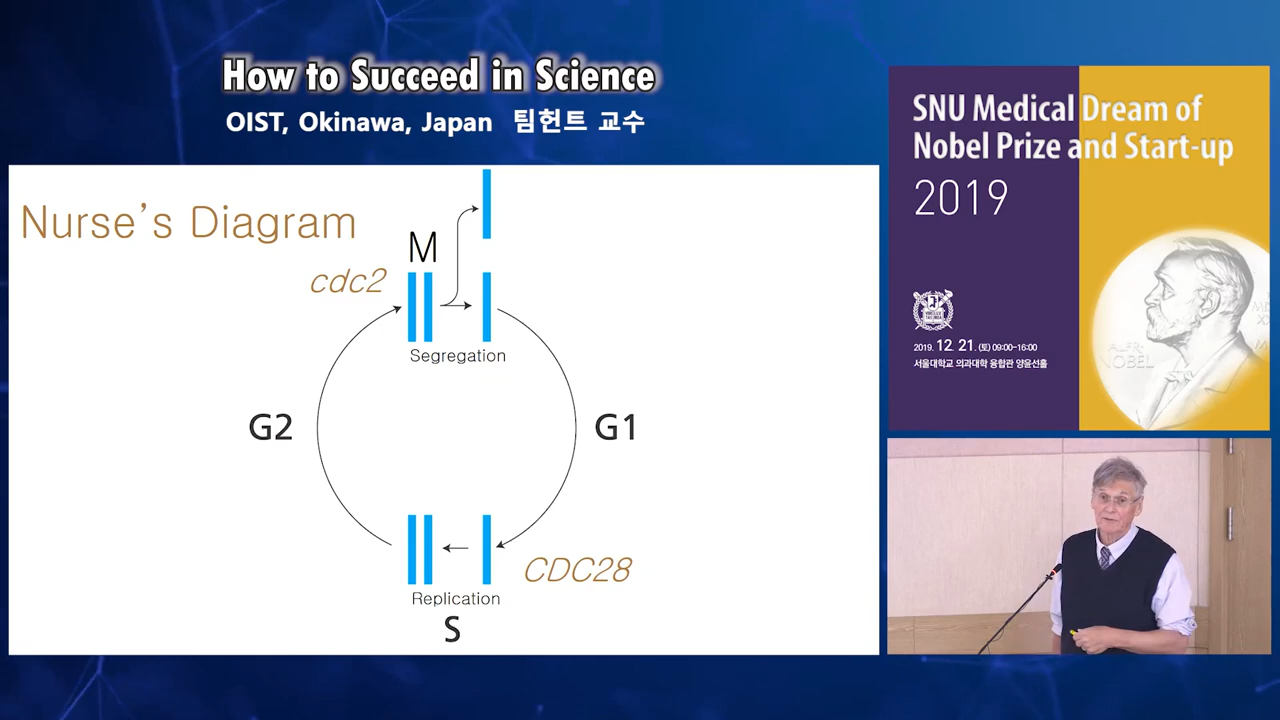 How to Succeed in Science
OIST, Okinawa, Japan 팀헌트 교수
Nurse's Diagram
M
cdc2
Segregation
G2
G1
CDC28
Replication
S
SNU Medical Dream of
Nobel Prize and Start-up
2019
2019. 12. 21. (토) 09:00-16:00
서울대학교 의과대학 융합관 양윤선홀
ALFR.
NOBEL